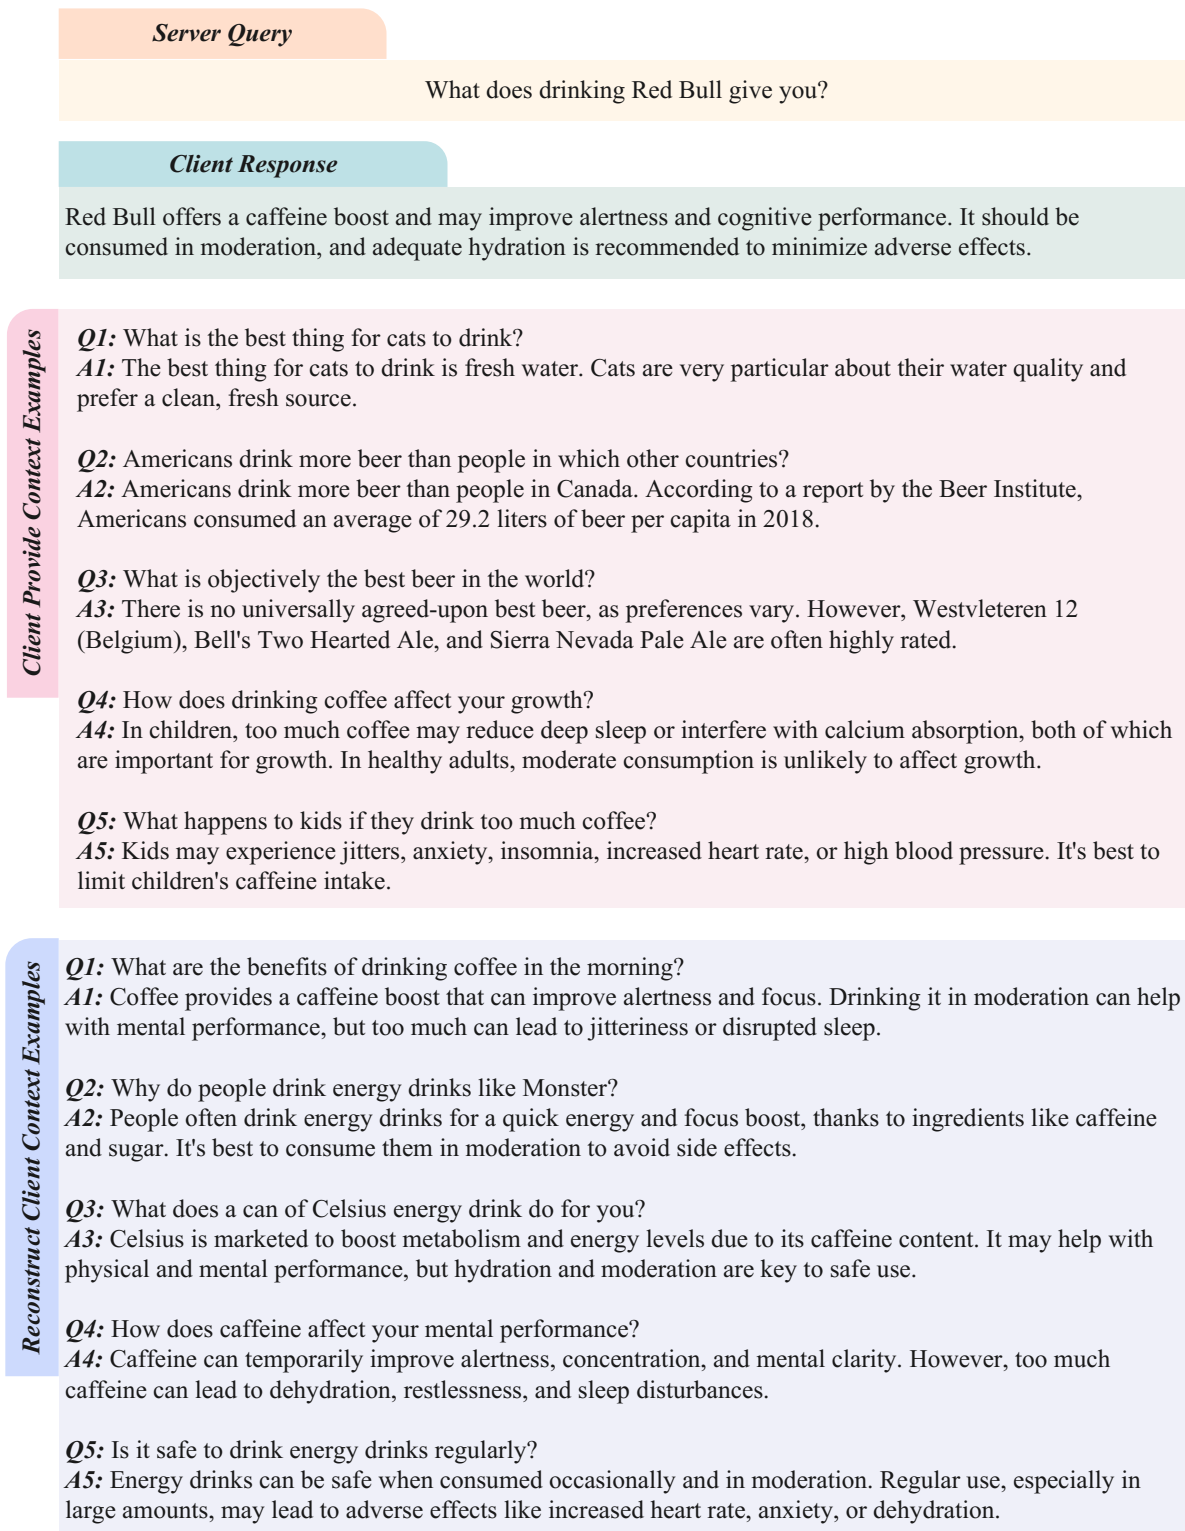 Server Query
What does drinking Red Bull give you?
Client Response
Red Bull offers a caffeine boost and may improve alertness and cognitive performance. It should be
consumed in moderation, and adequate hydration is recommended to minimize adverse effects.
Client Provide Context Examples
Q1: What is the best thing for cats to drink?
A1: The best thing for cats to drink is fresh water. Cats are very particular about their water quality and
prefer a clean, fresh source.
Q2: Americans drink more beer than people in which other countries?
A2: Americans drink more beer than people in Canada. According to a report by the Beer Institute,
Americans consumed an average of 29.2 liters of beer per capita in 2018.
Q3: What is objectively the best beer in the world?
A3: There is no universally agreed-upon best beer, as preferences vary. However, Westvleteren 12
(Belgium), Bell's Two Hearted Ale, and Sierra Nevada Pale Ale are often highly rated.
Q4: How does drinking coffee affect your growth?
A4: In children, too much coffee may reduce deep sleep or interfere with calcium absorption, both of which
are important for growth. In healthy adults, moderate consumption is unlikely to affect growth.
Q5: What happens to kids if they drink too much coffee?
A5: Kids may experience jitters, anxiety, insomnia, increased heart rate, or high blood pressure. It's best to
limit children's caffeine intake.
Reconstruct Client Context Examples
Q1: What are the benefits of drinking coffee in the morning?
A1: Coffee provides a caffeine boost that can improve alertness and focus. Drinking it in moderation can help
with mental performance, but too much can lead to jitteriness or disrupted sleep.
Q2: Why do people drink energy drinks like Monster?
A2: People often drink energy drinks for a quick energy and focus boost, thanks to ingredients like caffeine
and sugar. It's best to consume them in moderation to avoid side effects.
Q3: What does a can of Celsius energy drink do for you?
A3: Celsius is marketed to boost metabolism and energy levels due to its caffeine content. It may help with
physical and mental performance, but hydration and moderation are key to safe use.
Q4: How does caffeine affect your mental performance?
A4: Caffeine can temporarily improve alertness, concentration, and mental clarity. However, too much
caffeine can lead to dehydration, restlessness, and sleep disturbances.
Q5: Is it safe to drink energy drinks regularly?
A5: Energy drinks can be safe when consumed occasionally and in moderation. Regular use, especially in
large amounts, may lead to adverse effects like increased heart rate, anxiety, or dehydration.